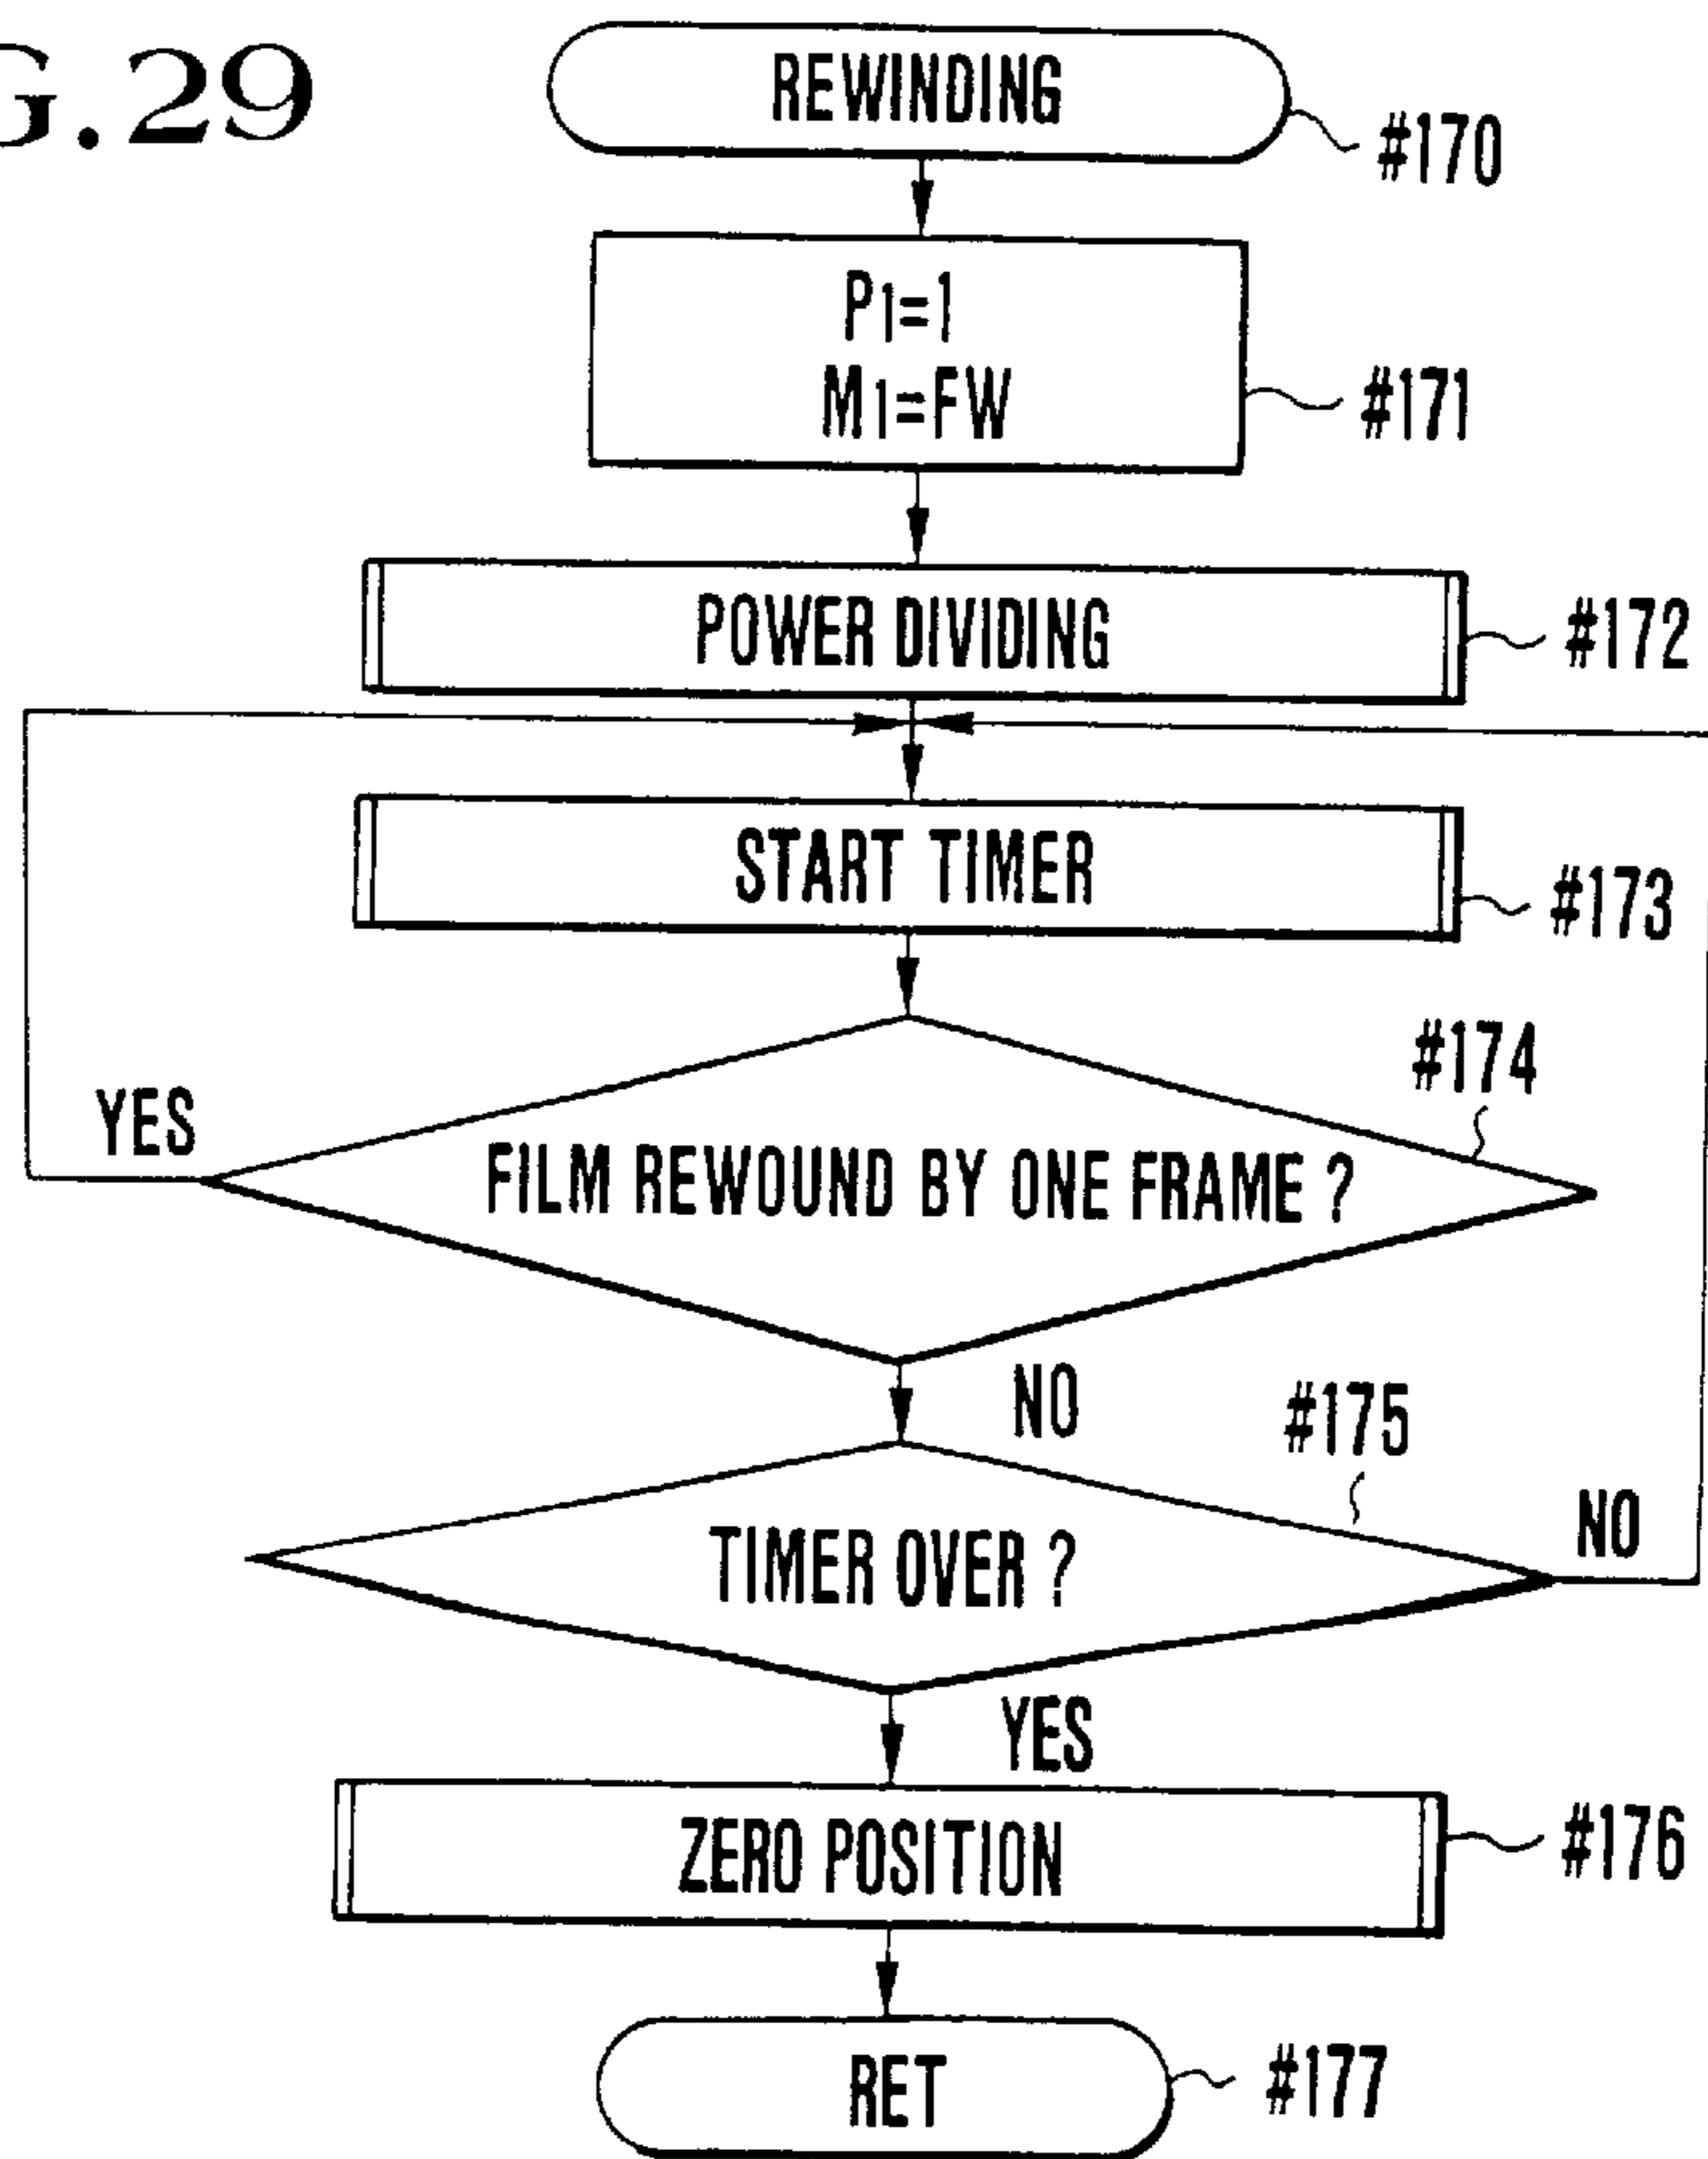 G. 29
REWINDING
#170
P1=1
M1=FW
#171
POWER DIVIDING
#172
START TIMER
#173
#174
YES
FILM REWOUND BY ONE FRAME ?
NO
#175
NO
TIMER OVER ?
YES
ZERO POSITION
#176
RET
#177